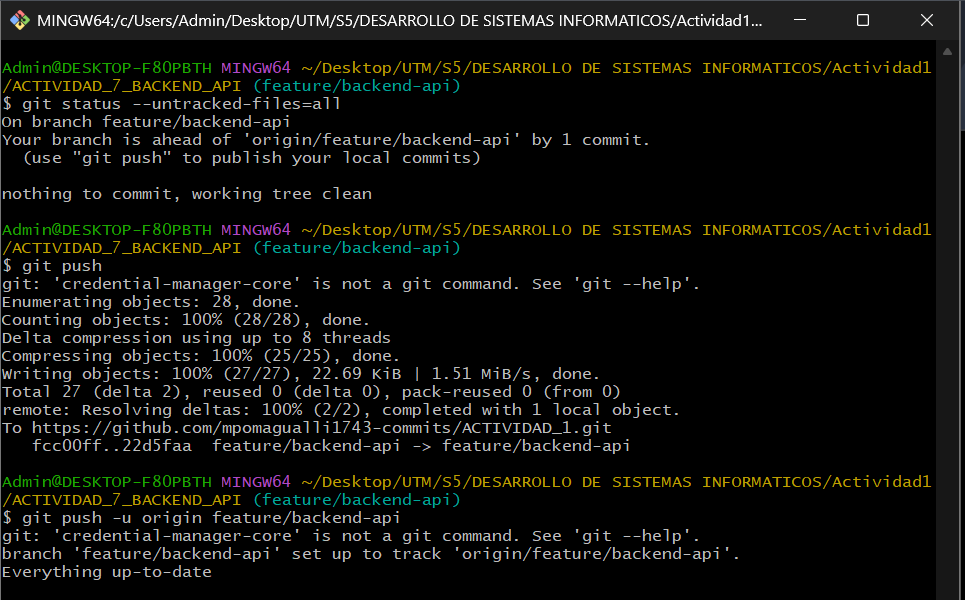 MINGW64:/c/Users/Admin/Desktop/UTM/S5/DESARROLLO DE SISTEMAS INFORMATICOS/Actividad1...
Admin@DESKTOP-F80PBTH MINGW64 ~/Desktop/UTM/S5/DESARROLLO DE SISTEMAS INFORMATICOS/Actividad1
/ACTIVIDAD_7_BACKEND_API (feature/backend-api)
$ git status --untracked-files=all
On branch feature/backend-api
Your branch is ahead of 'origin/feature/backend-api' by 1 commit.
  (use "git push" to publish your local commits)
nothing to commit, working tree clean
Admin@DESKTOP-F80PBTH MINGW64 ~/Desktop/UTM/S5/DESARROLLO DE SISTEMAS INFORMATICOS/Actividad1
/ACTIVIDAD_7_BACKEND_API (feature/backend-api)
$ git push
git: 'credential-manager-core' is not a git command. See 'git --help'.
Enumerating objects: 28, done.
Counting objects: 100% (28/28), done.
Delta compression using up to 8 threads
Compressing objects: 100% (25/25), done.
Writing objects: 100% (27/27), 22.69 KiB | 1.51 MiB/s, done.
Total 27 (delta 2), reused 0 (delta 0), pack-reused 0 (from 0)
remote: Resolving deltas: 100% (2/2), completed with 1 local object.
To https://github.com/mpomagualli1743-commits/ACTIVIDAD_1.git
   fcc00ff..22d5faa  feature/backend-api -> feature/backend-api
Admin@DESKTOP-F80PBTH MINGW64 ~/Desktop/UTM/S5/DESARROLLO DE SISTEMAS INFORMATICOS/Actividad1
/ACTIVIDAD_7_BACKEND_API (feature/backend-api)
$ git push -u origin feature/backend-api
git: 'credential-manager-core' is not a git command. See 'git --help'.
branch 'feature/backend-api' set up to track 'origin/feature/backend-api'.
Everything up-to-date